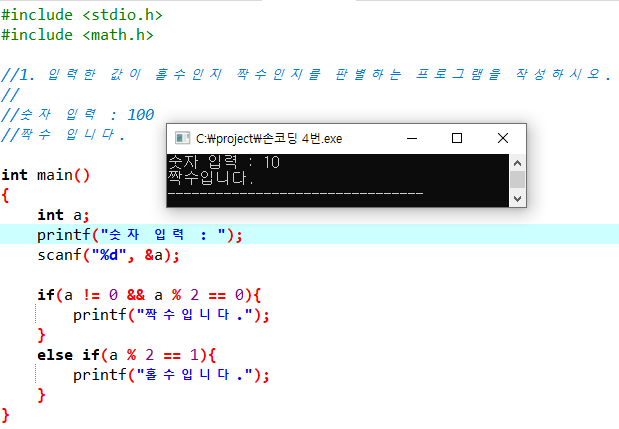 #include <stdio.h>
#include <math.h>
//1. 입력한 값이 홀수인지 짝수인지를 판별하는 프로그램을 작성하시오.
//
//숫자 입력 : 100
//짝수 입니다.
int main()
{
int a;
printf("숫자 입력 : ");
scanf("%d", &a);
if(a != 0 && a % 2 == 0){
printf("짝수입니다.");
}
else if(a % 2 == 1){
printf("홀수입니다.");
}
}
C:\project\손코딩 4번.exe
숫자 입력 : 10
짝수입니다.
--------------------------------